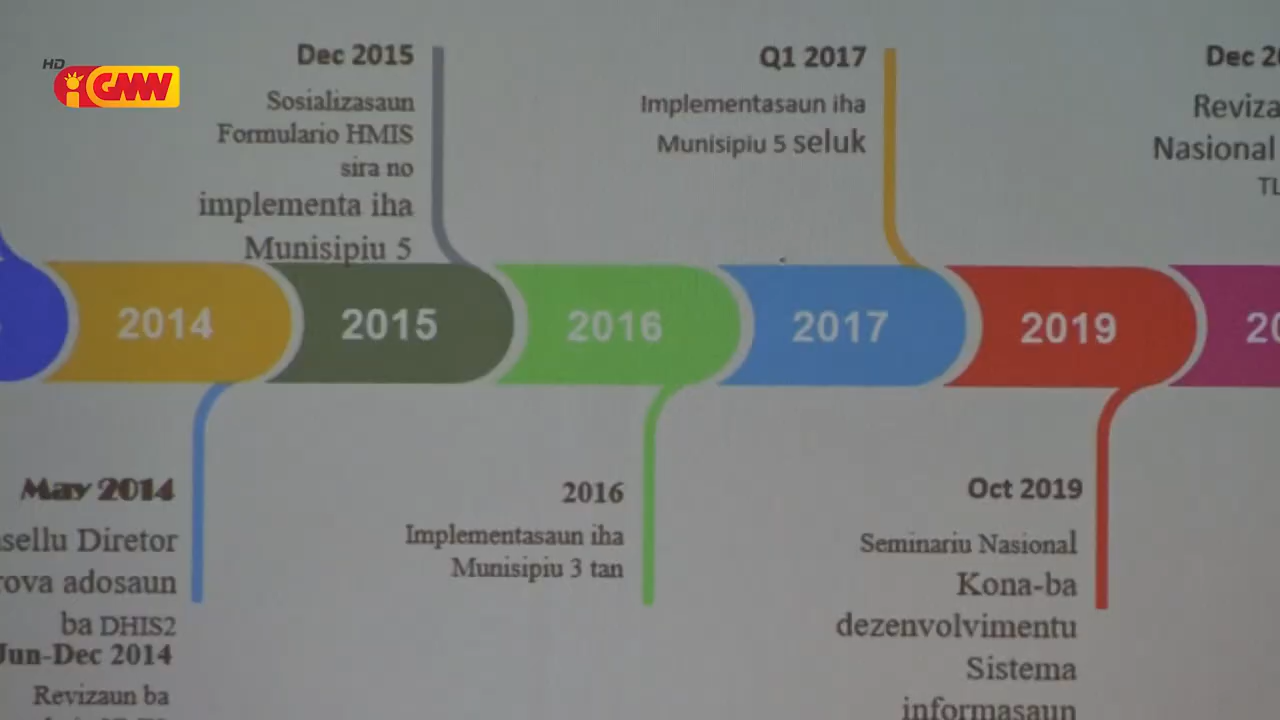 HD
GMN
Dec 2015
Sosializasaun
Formulario HMIS
sira no
implementa iha
Munisipiu 5
Q1 2017
Implementasaun iha
Munisipiu 5 seluk
Dec
Nasional
2014
2015
2016
2017
2019
May 2014
Diretor
adosaun
ba DHIS2
Jun-Dec 2014
Revizaun ba
2016
Implementasaun iha
Munisipiu 3 tan
Oct 2019
Seminariu Nasional
Kona-ba
dezenvolvimentu
Sistema
informasaun